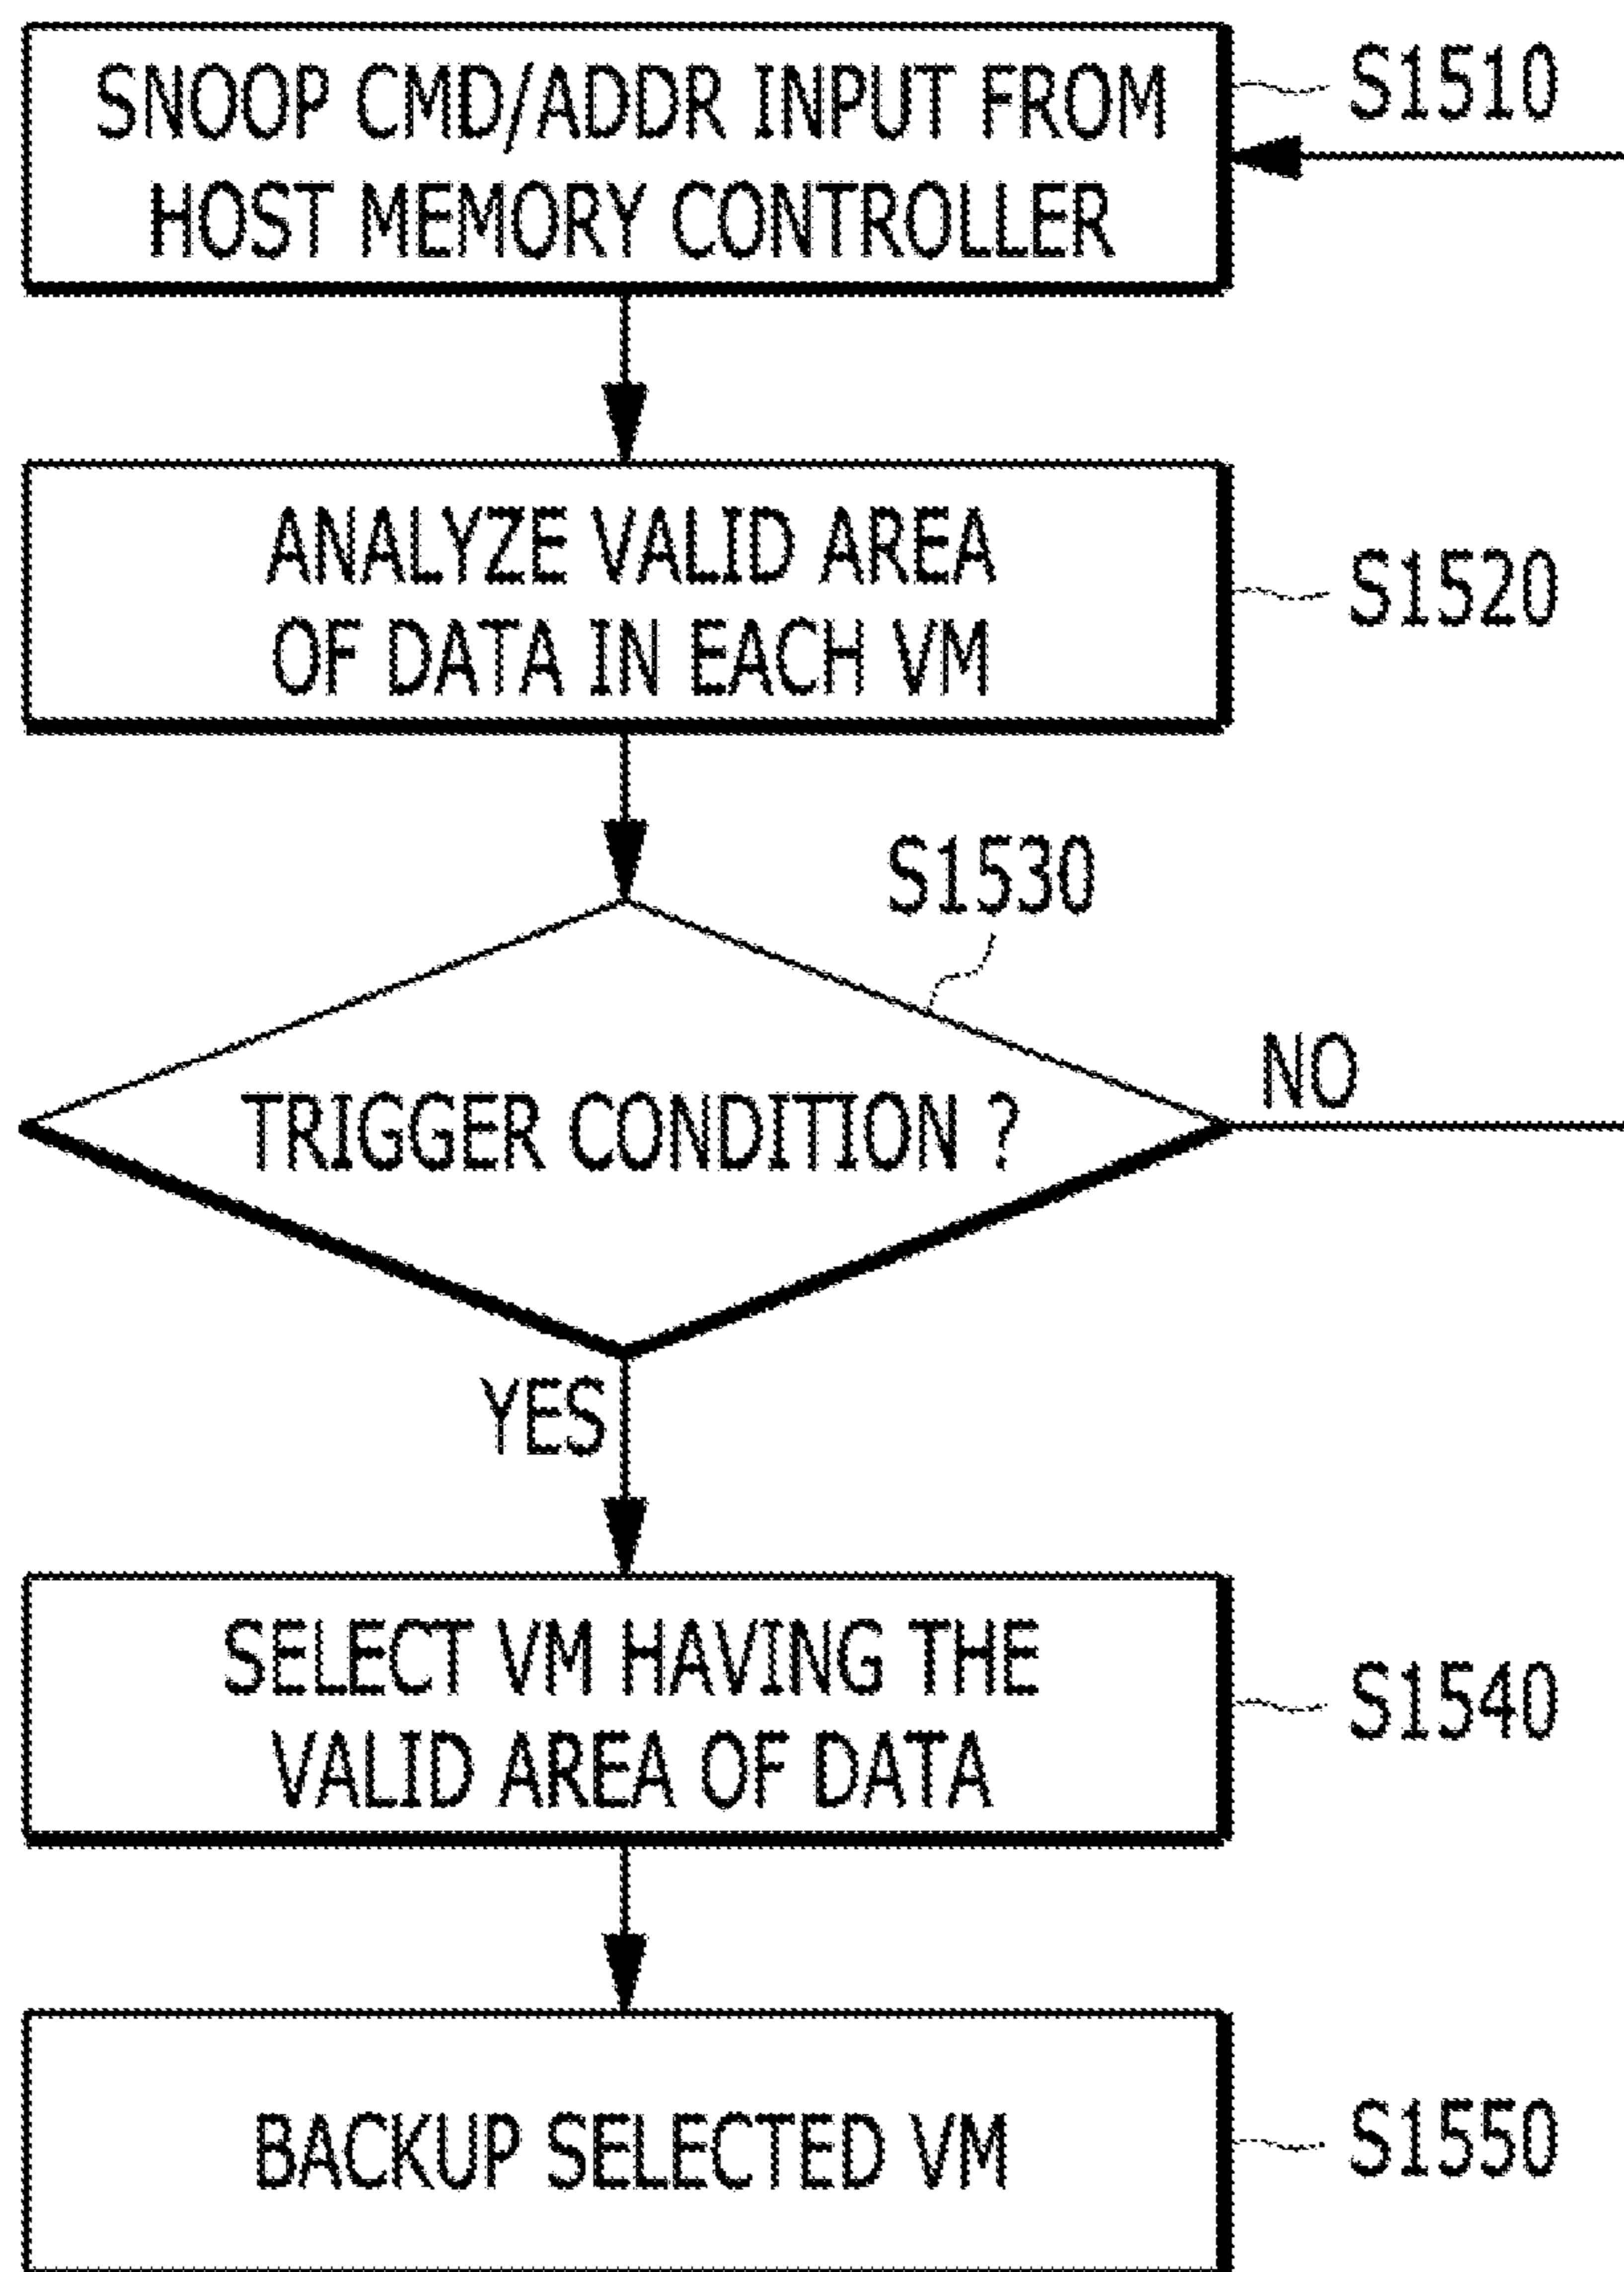 SNOOP CMD/ADDR INPUT FROM
HOST MEMORY CONTROLLER
S1510
ANALYZE VALID AREA
OF DATA IN EACH VM
S1520
S1530
TRIGGER CONDITION ?
NO
YES
SELECT VM HAVING THE
VALID AREA OF DATA
S1540
BACKUP SELECTED VM
S1550